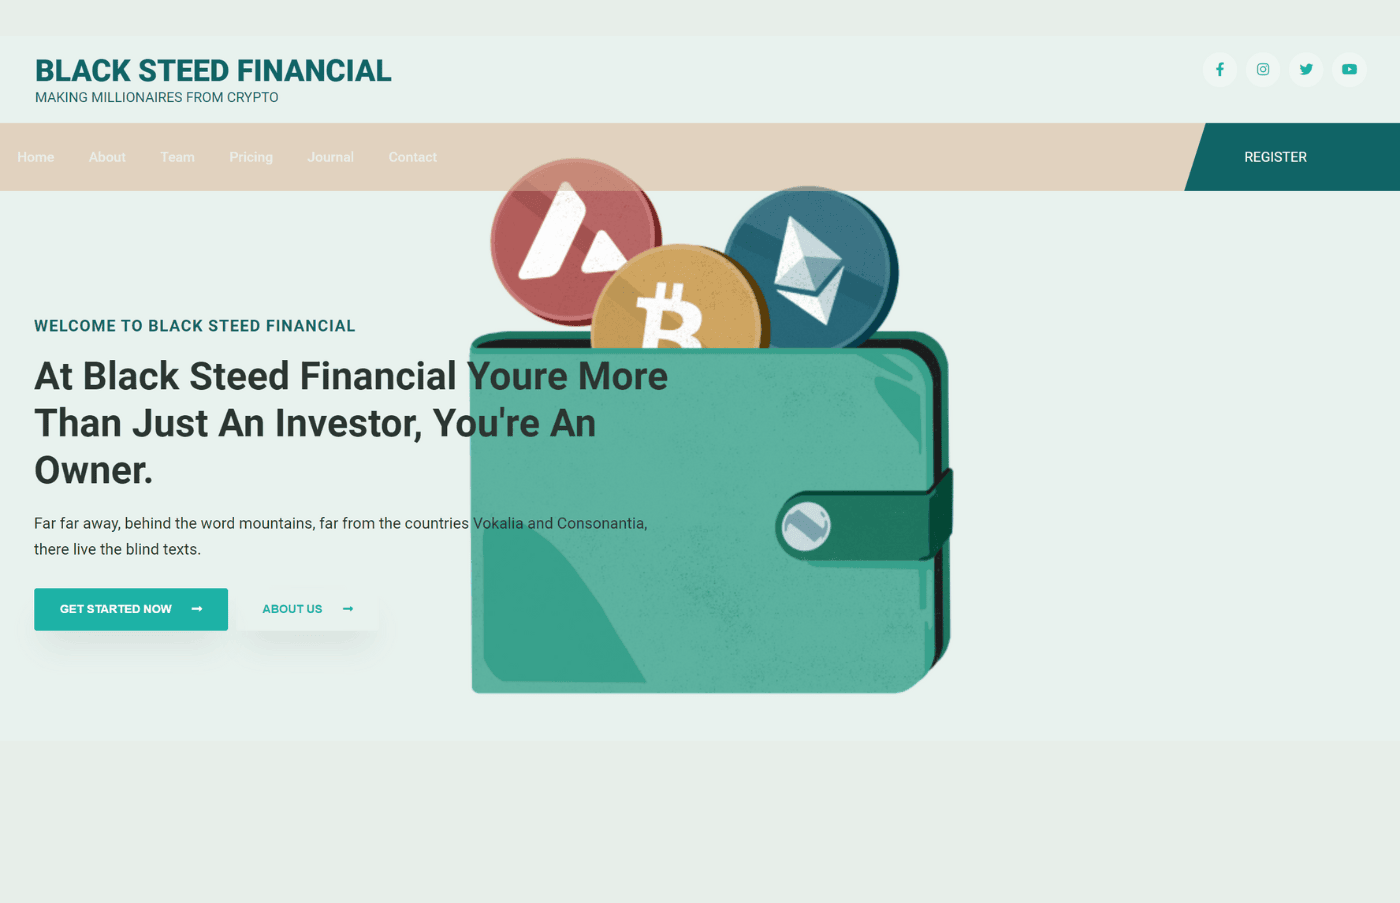 BLACK STEED FINANCIAL
MAKING MILLIONAIRES FROM CRYPTO
Home About Team Pricing Journal Contact
REGISTER
WELCOME TO BLACK STEED FINANCIAL
At Black Steed Financial Youre More
Than Just An Investor, You're An
Owner.
Far far away, behind the word mountains, far from the countries Vokalia and Consonantia,
there live the blind texts.
GET STARTED NOW
ABOUT US